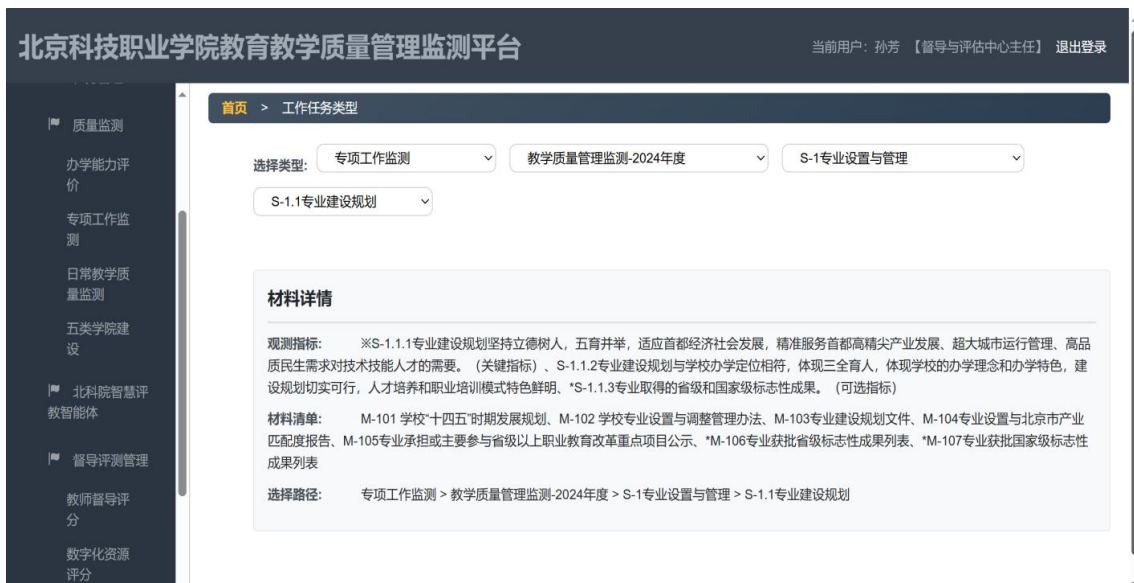 北京科技职业学院教育教学质量管理监测平台
当前用户：孙芳 【督导与评估中心主任】 退出登录
质量监测
办学能力评
价
专项工作监
测
日常教学质
量监测
五类学院建
设
北科院智慧评
教智能体
督导评测管理
教师督导评
分
数字化资源
评分
首页 > 工作任务类型
选择类型: 专项工作监测 教学质量管理监测-2024年度 S-1专业设置与管理
S-1.1专业建设规划
材料详情
观测指标: ※S-1.1.1专业建设规划坚持立德树人，五育并举，适应首都经济社会发展，精准服务首都高精尖产业发展、超大城市运行管理、高品
质民生需求对技术技能人才的需要。（关键指标）、S-1.1.2专业建设规划与学校办学定位相符，体现三全育人，体现学校的办学理念和办学特色，建
设规划切实可行，人才培养和职业培训模式特色鲜明、*S-1.1.3专业取得的省级和国家级标志性成果。（可选指标）
材料清单: M-101 学校“十四五”时期发展规划、M-102 学校专业设置与调整管理办法、M-103专业建设规划文件、M-104专业设置与北京市产业
匹配度报告、M-105专业承担或主要参与省级以上职业教育改革重点项目公示、*M-106专业获批省级标志性成果列表、*M-107专业获批国家级标志性
成果列表
选择路径: 专项工作监测 > 教学质量管理监测-2024年度 > S-1专业设置与管理 > S-1.1专业建设规划